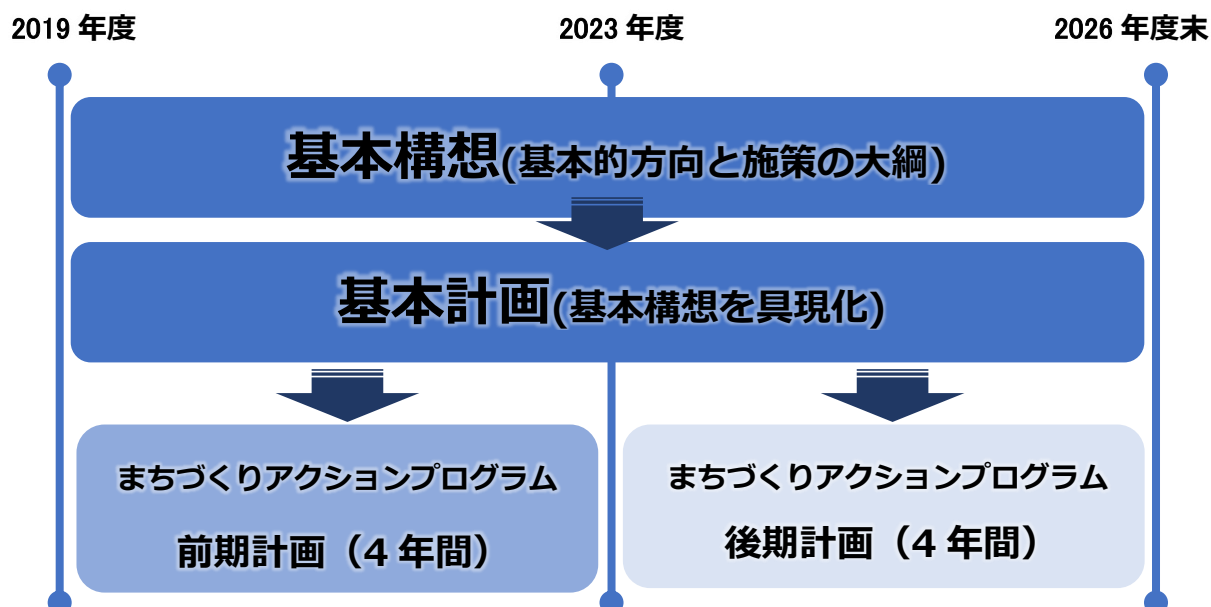 2019 年度
2023 年度
2026 年度末
基本構想(基本的方向と施策の大綱)
基本計画(基本構想を具現化)
まちづくりアクションプログラム
前期計画（4 年間）
まちづくりアクションプログラム
後期計画（4 年間）